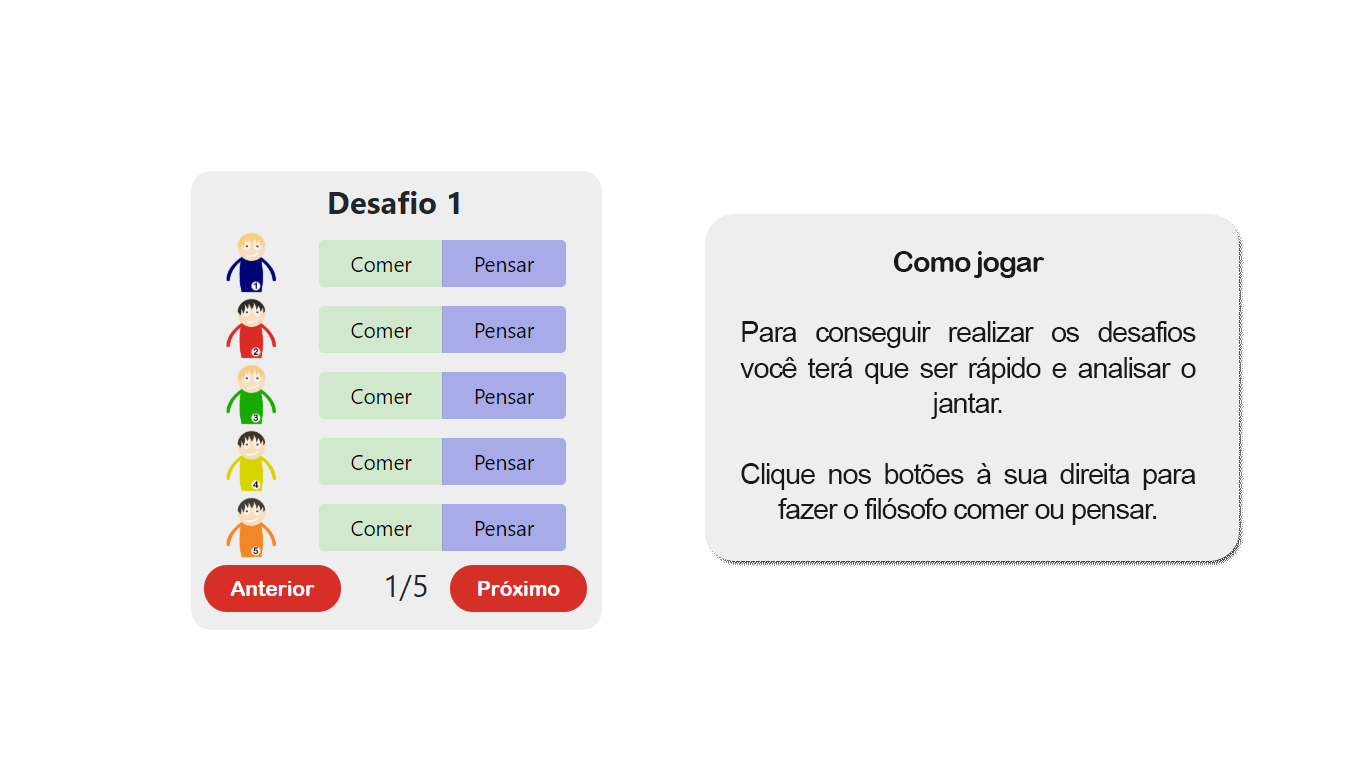 Desafio 1
1 Comer Pensar
2 Comer Pensar
3 Comer Pensar
4 Comer Pensar
5 Comer Pensar
Anterior 1/5 Próximo
Como jogar
Para conseguir realizar os desafios
você terá que ser rápido e analisar o
jantar.
Clique nos botões à sua direita para
fazer o filósofo comer ou pensar.